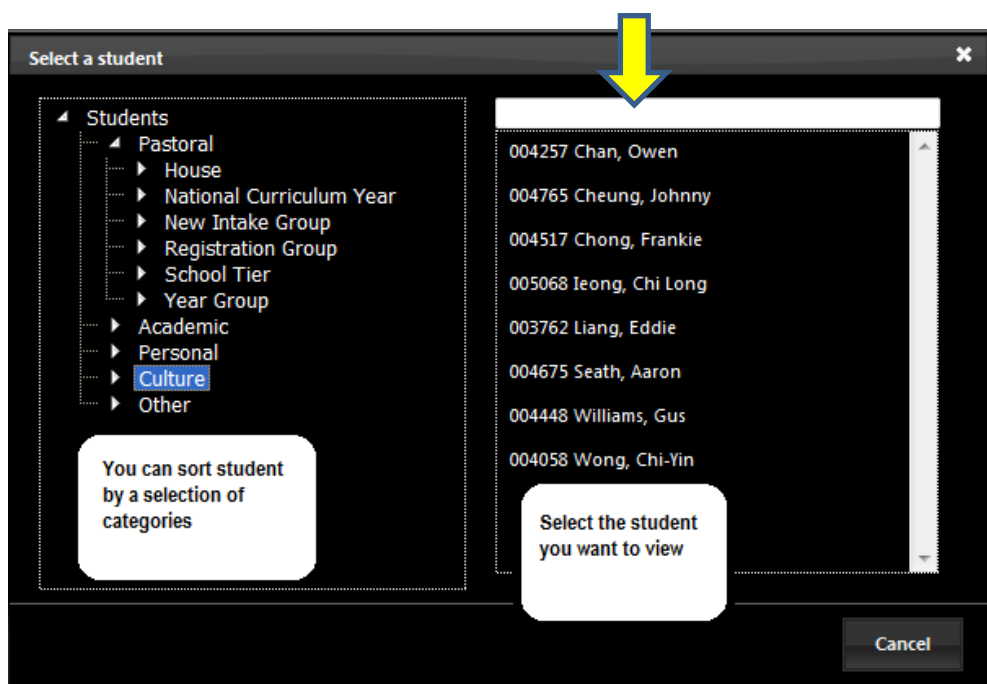 Select a student
Students
Pastoral
House
National Curriculum Year
New Intake Group
Registration Group
School Tier
Year Group
Academic
Personal
Culture
Other
You can sort student
by a selection of
categories
004257 Chan, Owen
004765 Cheung, Johnny
004517 Chong, Frankie
005068 Ieong, Chi Long
003762 Liang, Eddie
004675 Seath, Aaron
004448 Williams, Gus
004058 Wong, Chi-Yin
Select the student
you want to view
Cancel